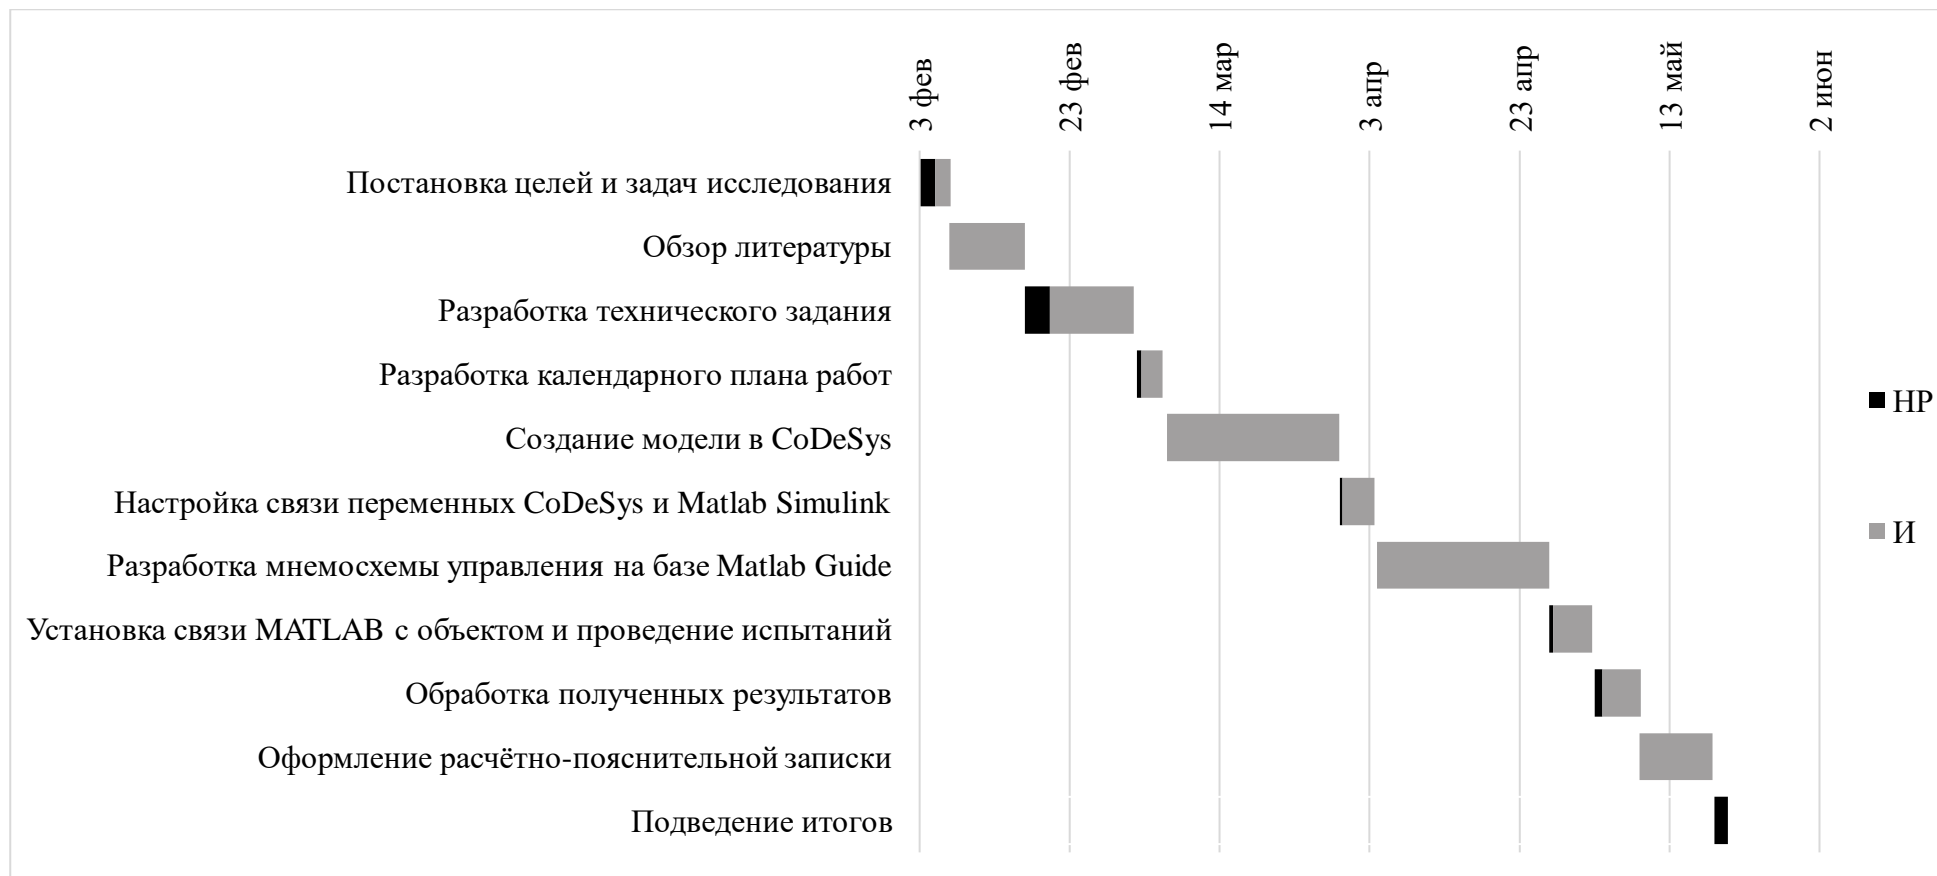 3 фев
23 фев
14 мар
3 апр
23 апр
13 май
2 июн
Постановка целей и задач исследования
Обзор литературы
Разработка технического задания
Разработка календарного плана работ
Создание модели в CoDeSys
Настройка связи переменных CoDeSys и Matlab Simulink
Разработка мнемосхемы управления на базе Matlab Guide
Установка связи MATLAB с объектом и проведение испытаний
Обработка полученных результатов
Оформление расчётно-пояснительной записки
Подведение итогов
НР
И